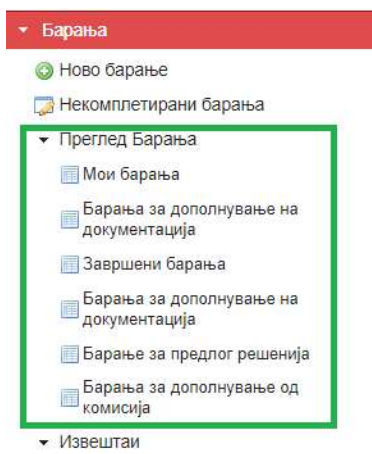 Барања
Ново барање
Некомплетирани барања
Преглед Барања
Мои барања
Барања за дополнување на
документација
Завршени барања
Барања за дополнување на
документација
Барање за предлог решенија
Барања за дополнување од
комисија
Извештаи